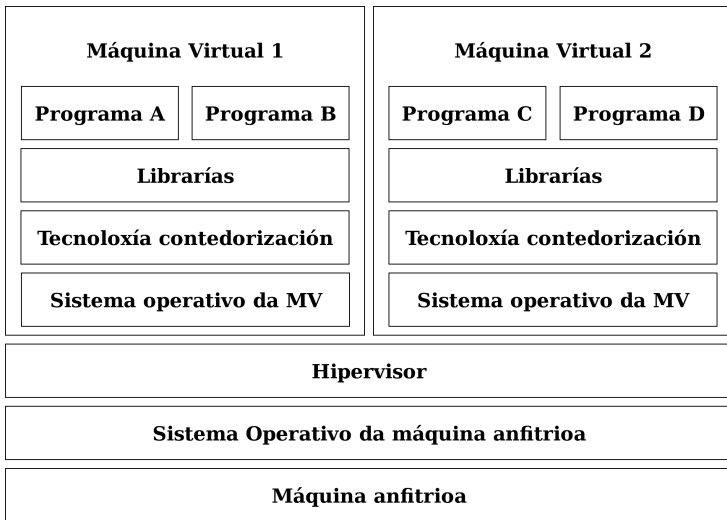 Máquina Virtual 1
Programa A
Programa B
Librarías
Tecnoloxía contedorización
Sistema operativo da MV
Máquina Virtual 2
Programa C
Programa D
Librarías
Tecnoloxía contedorización
Sistema operativo da MV
Hipervisor
Sistema Operativo da máquina anfitrioa
Máquina anfitrioa